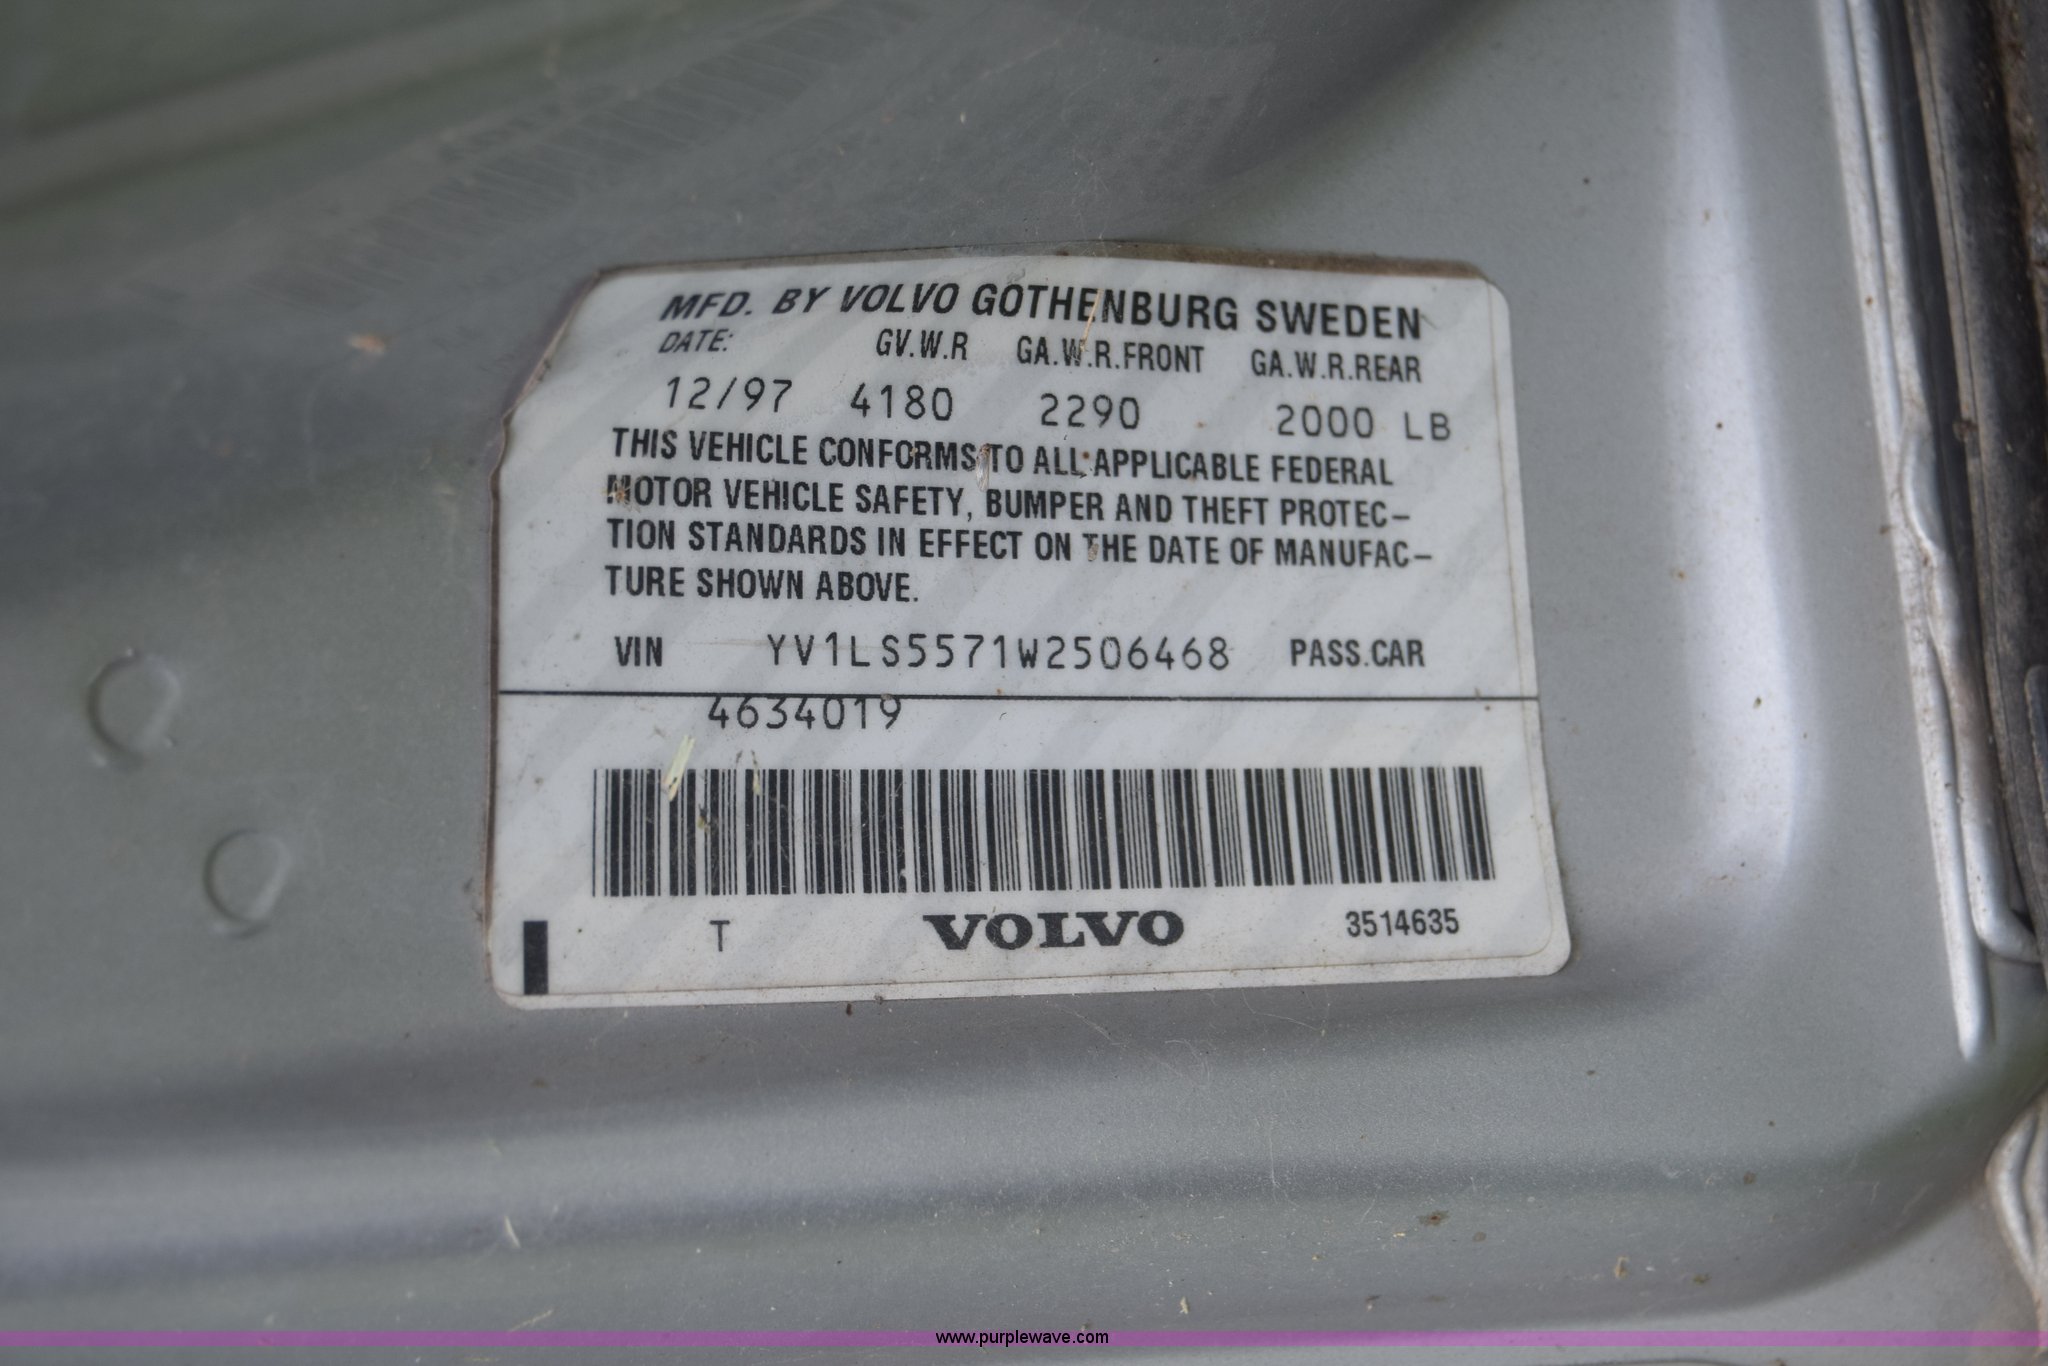 MFD. BY VOLVO GOTHENBURG SWEDEN
DATE: GV.W.R GA.W.R.FRONT GA.W.R.REAR
12/97 4180 2290 2000 LB
THIS VEHICLE CONFORMS TO ALL APPLICABLE FEDERAL
MOTOR VEHICLE SAFETY, BUMPER AND THEFT PROTEC–
TION STANDARDS IN EFFECT ON THE DATE OF MANUFAC–
TURE SHOWN ABOVE.
VIN YV1LS5571W2506468 PASS.CAR
4634019
T VOLVO 3514635
www.purplewave.com